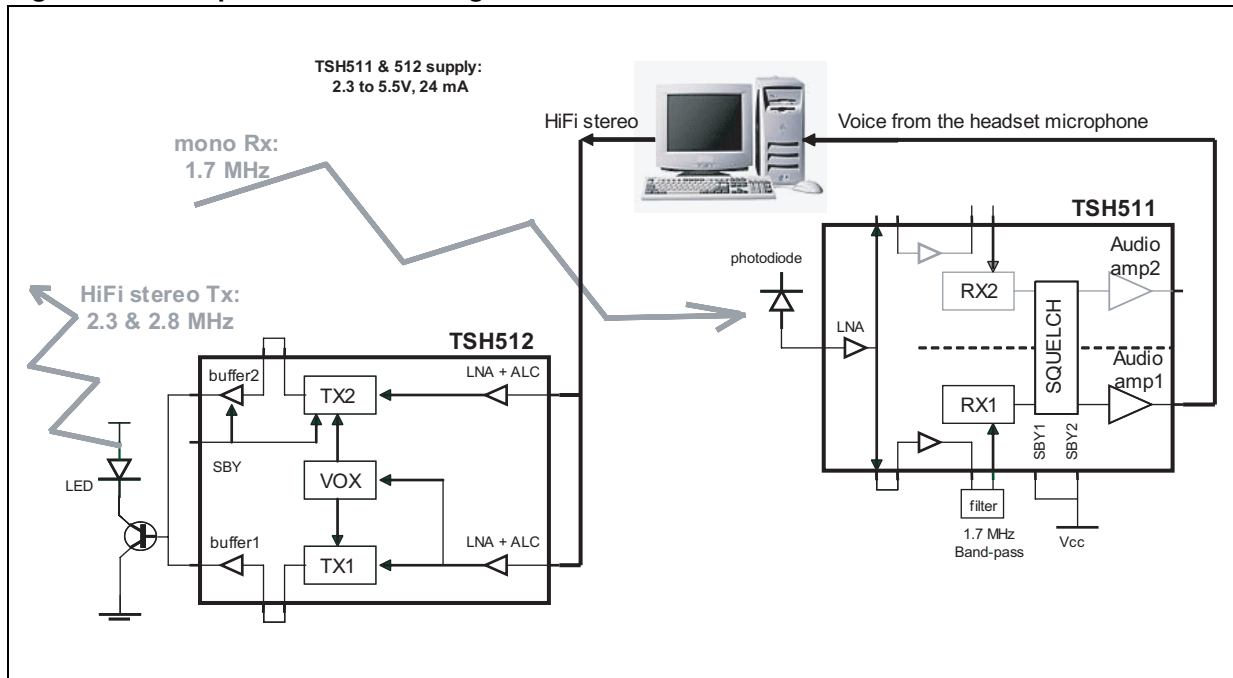 TSH511 & 512 supply:
2.3 to 5.5V, 24 mA
HiFi stereo
Voice from the headset microphone
mono Rx:
1.7 MHz
HiFi stereo Tx:
2.3 & 2.8 MHz
TSH512
buffer2
TX2
LNA + ALC
SBY
VOX
LED
buffer1
TX1
LNA + ALC
TSH511
photodiode
LNA
RX2
Audio
amp2
SQUELCH
Audio
amp1
RX1
SBY1
SBY2
filter
1.7 MHz
Band-pass
Vcc